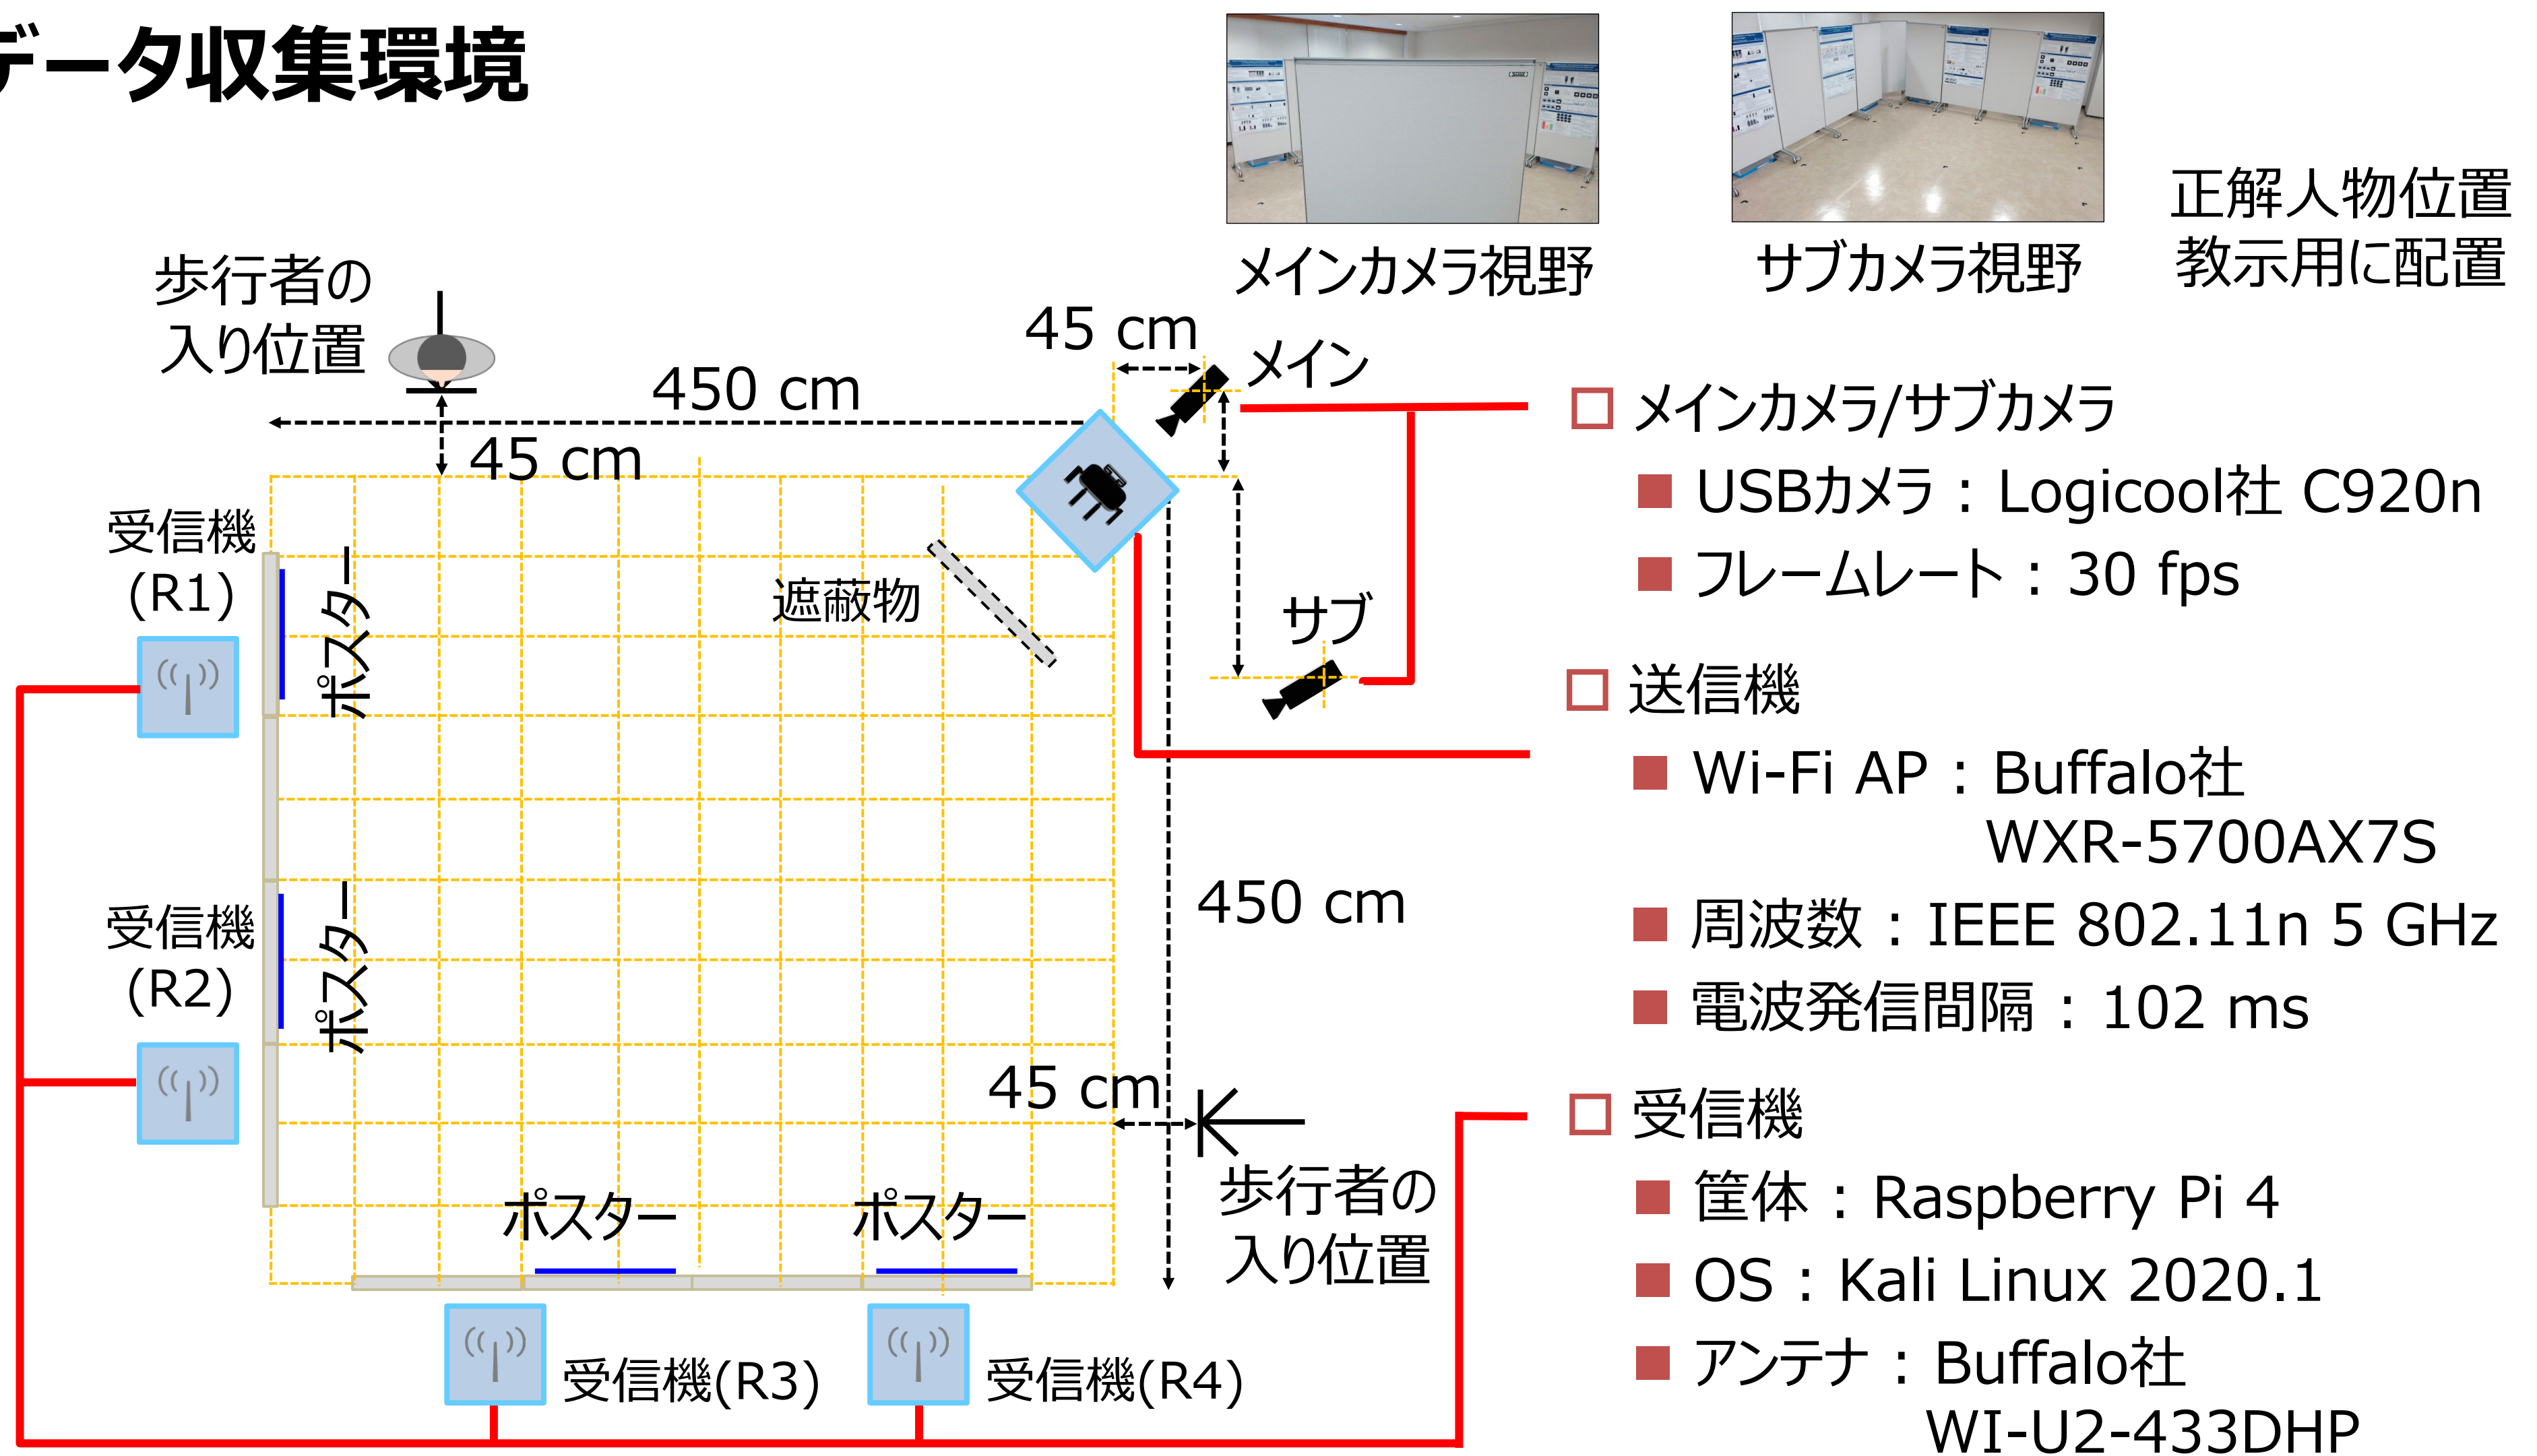 データ収集環境
メインカメラ視野
サブカメラ視野
正解人物位置
教示用に配置
歩行者の
入り位置
45 cm
メイン
450 cm
45 cm
受信機
(R1)
ポスター
遮蔽物
サブ
受信機
(R2)
ポスター
450 cm
45 cm
歩行者の
入り位置
ポスター
ポスター
受信機(R3)
受信機(R4)
メインカメラ/サブカメラ
USBカメラ：Logicool社 C920n
フレームレート：30 fps
送信機
Wi-Fi AP：Buffalo社
WXR-5700AX7S
周波数：IEEE 802.11n 5 GHz
電波発信間隔：102 ms
受信機
筐体：Raspberry Pi 4
OS：Kali Linux 2020.1
アンテナ：Buffalo社
WI-U2-433DHP